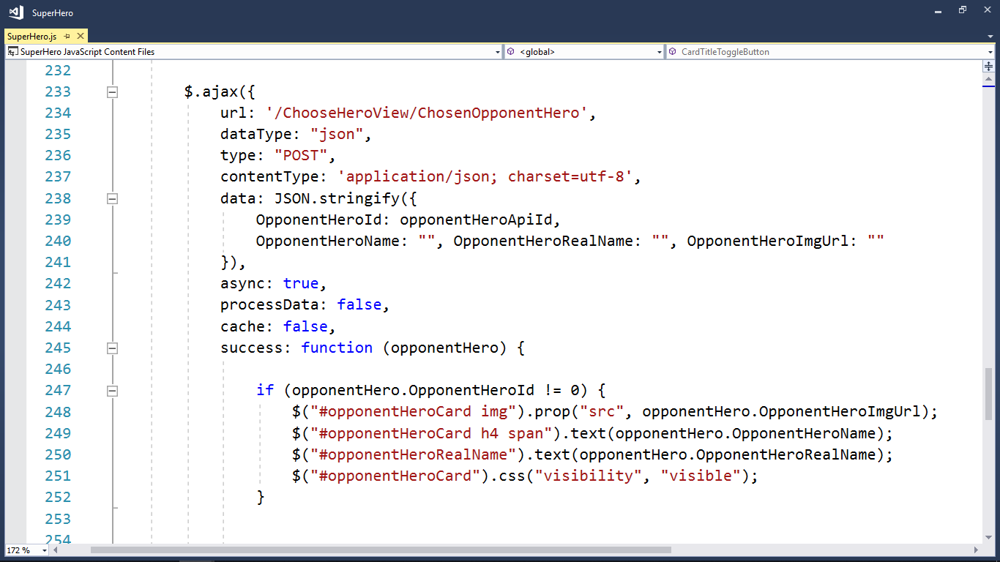 SuperHero
SuperHero.js
SuperHero JavaScript Content Files <global> CardTitleToggleButton
232
233 $.ajax({
234 url: '/ChooseHeroView/ChosenOpponentHero',
235 dataType: "json",
236 type: "POST",
237 contentType: 'application/json; charset=utf-8',
238 data: JSON.stringify({
239 OpponentHeroId: opponentHeroApiId,
240 OpponentHeroName: "", OpponentHeroRealName: "", OpponentHeroImgUrl: ""
241 }),
242 async: true,
243 processData: false,
244 cache: false,
245 success: function (opponentHero) {
246
247 if (opponentHero.OpponentHeroId != 0) {
248 $("#opponentHeroCard img").prop("src", opponentHero.OpponentHeroImgUrl);
249 $("#opponentHeroCard h4 span").text(opponentHero.OpponentHeroName);
250 $("#opponentHeroRealName").text(opponentHero.OpponentHeroRealName);
251 $("#opponentHeroCard").css("visibility", "visible");
252 }
253
254
172 %